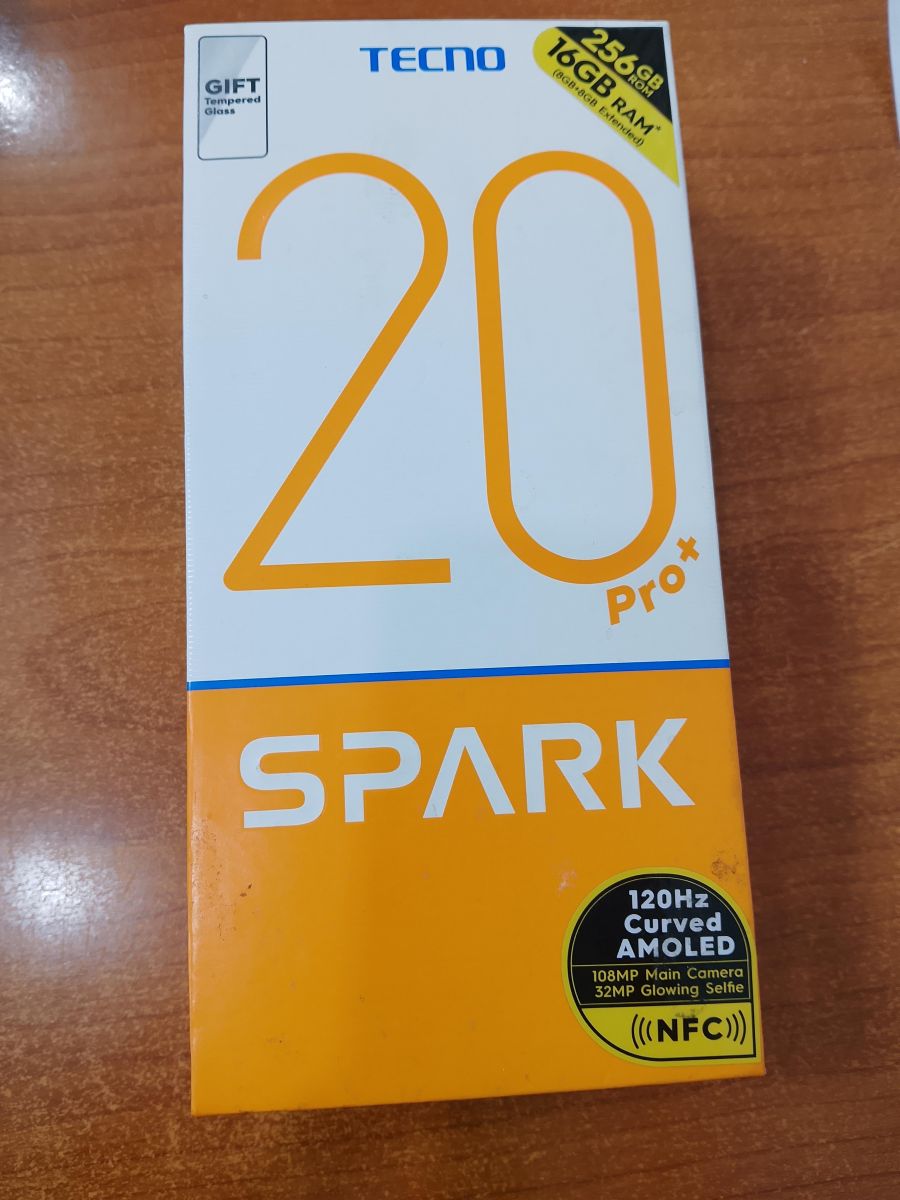 GIFT
Tempered
Glass
TECNO
256GB
ROM
16GB RAM*
(8GB+8GB Extended)
20
Pro+
SPARK
120Hz
Curved
AMOLED
108MP Main Camera
32MP Glowing Selfie
(((NFC)))